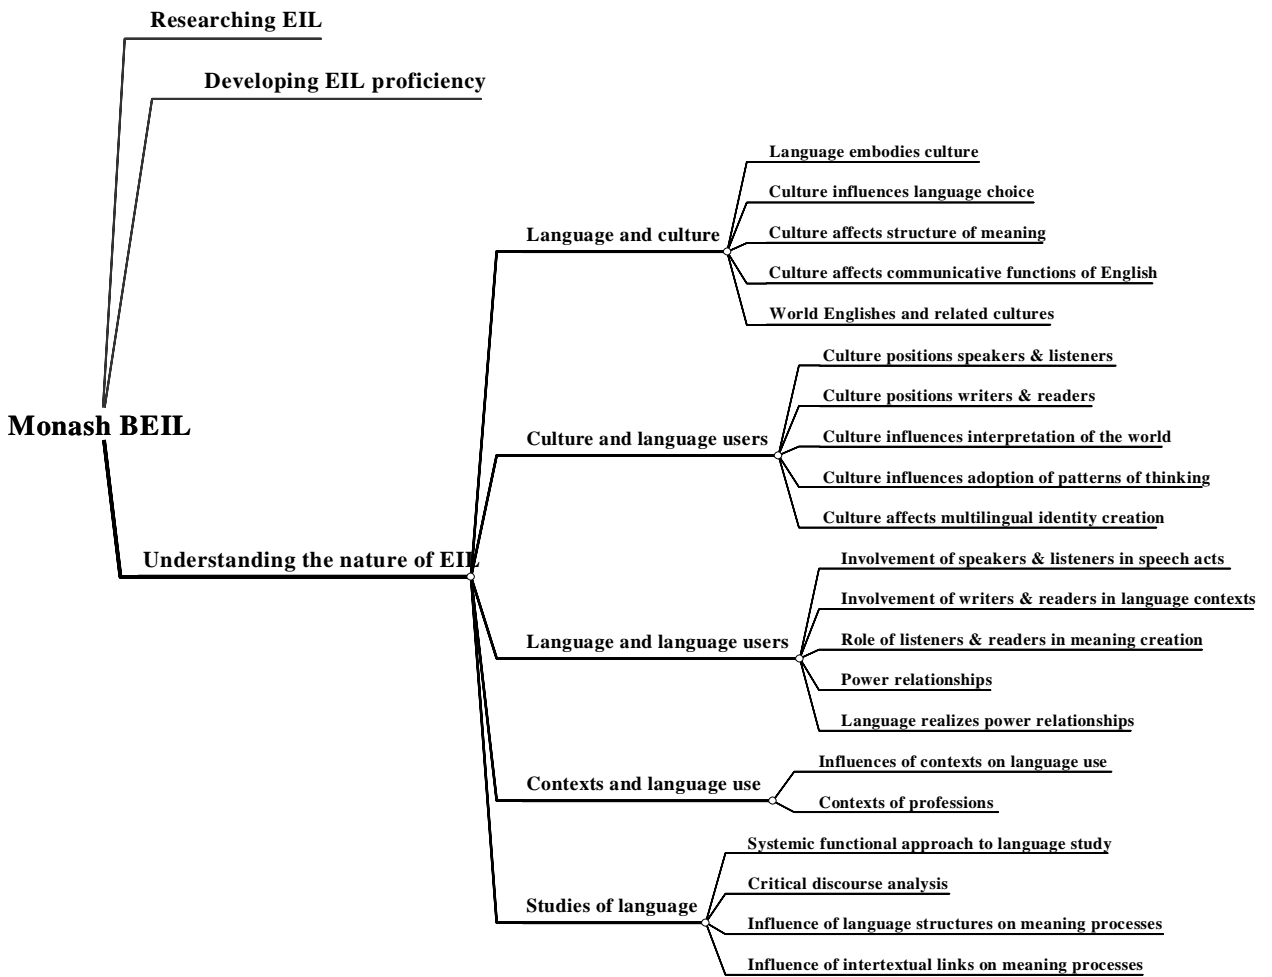 Researching EIL
Developing EIL proficiency
Monash BEIL
Understanding the nature of EIL
Language and culture
Language embodies culture
Culture influences language choice
Culture affects structure of meaning
Culture affects communicative functions of English
World Englishes and related cultures
Culture and language users
Culture positions speakers & listeners
Culture positions writers & readers
Culture influences interpretation of the world
Culture influences adoption of patterns of thinking
Culture affects multilingual identity creation
Language and language users
Involvement of speakers & listeners in speech acts
Involvement of writers & readers in language contexts
Role of listeners & readers in meaning creation
Power relationships
Language realizes power relationships
Contexts and language use
Influences of contexts on language use
Contexts of professions
Studies of language
Systemic functional approach to language study
Critical discourse analysis
Influence of language structures on meaning processes
Influence of intertextual links on meaning processes